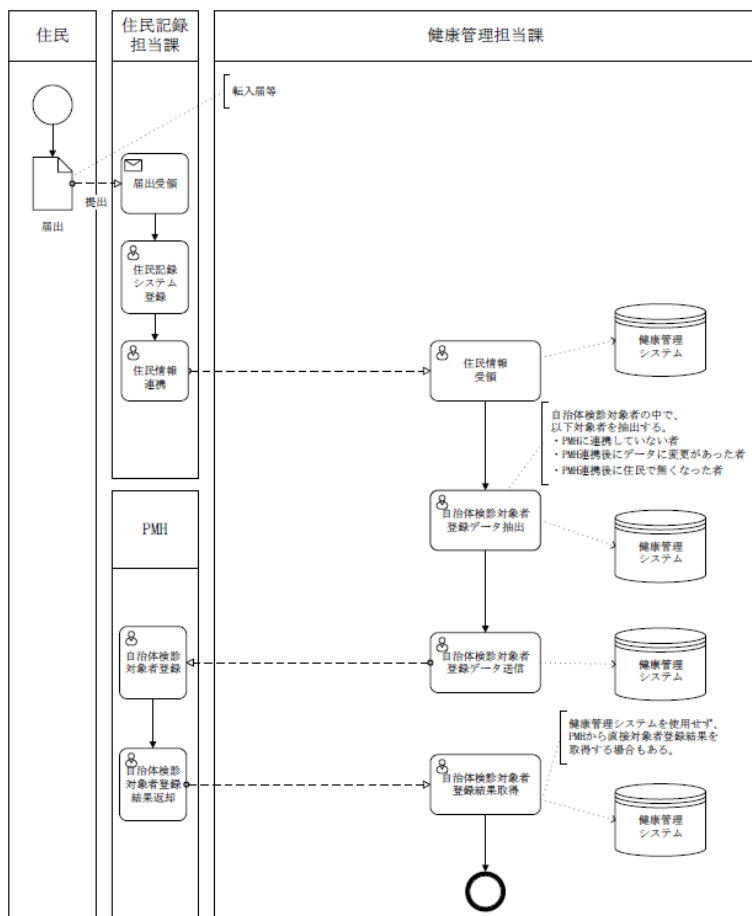 住民
住民記録
担当課
健康管理担当課
転入届等
届出
提出
届出受領
住民記録
システム
登録
住民情報
連携
住民情報
受領
健康管理
システム
自治体検診対象者の中で、
以下対象者を抽出する。
・PMHに連携していない者
・PMH連携後にデータに変更があった者
・PMH連携後に住民で無くなった者
PMH
自治体検診対象者
登録データ抽出
健康管理
システム
自治体検診
対象者登録
自治体検診対象者
登録データ送信
健康管理
システム
健康管理システムを使用せず、
PMHから直接対象者登録結果を
取得する場合もある。
自治体検診
対象者登録
結果返却
自治体検診対象者
登録結果取得
健康管理
システム